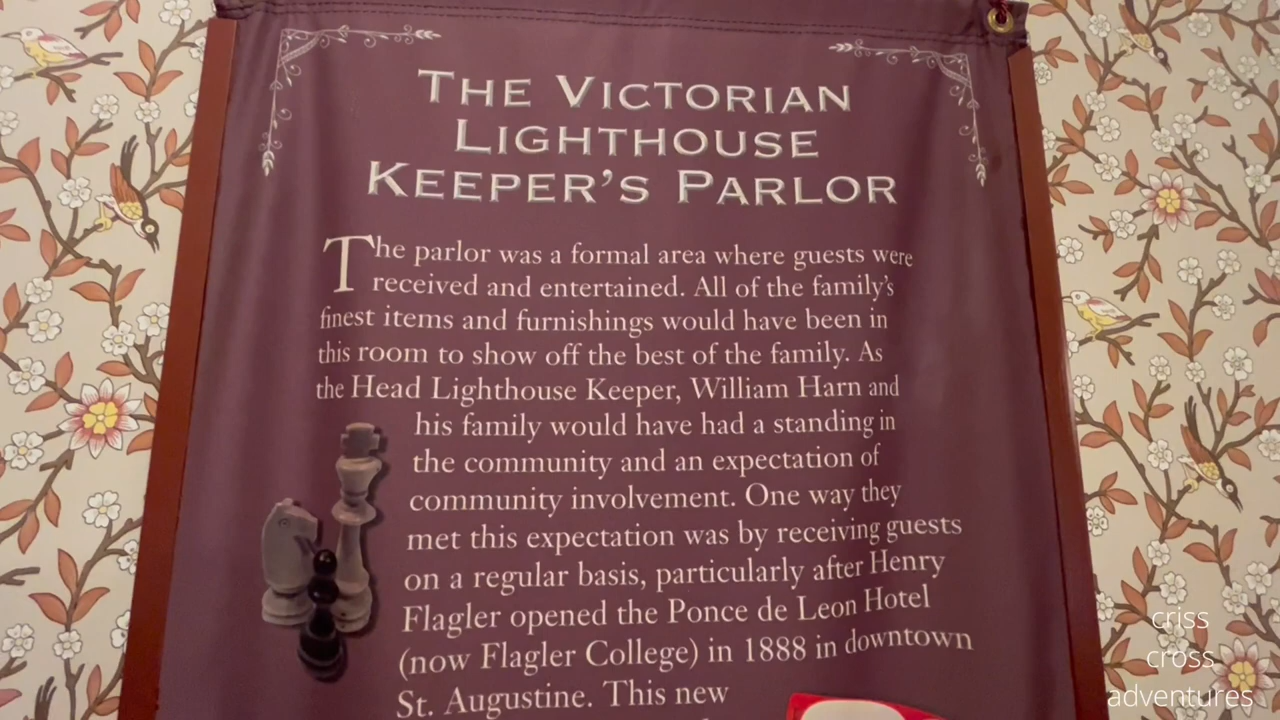 THE VICTORIAN
LIGHTHOUSE
KEEPER'S PARLOR
The parlor was a formal area where guests were
received and entertained. All of the family's
finest items and furnishings would have been in
this room to show off the best of the family. As
the Head Lighthouse Keeper, William Harn and
his family would have had a standing in
the community and an expectation of
community involvement. One way they
met this expectation was by receiving guests
on a regular basis, particularly after Henry
Flagler opened the Ponce de Leon Hotel
(now Flagler College) in 1888 in downtown
St. Augustine. This new
criss
cross
adventures